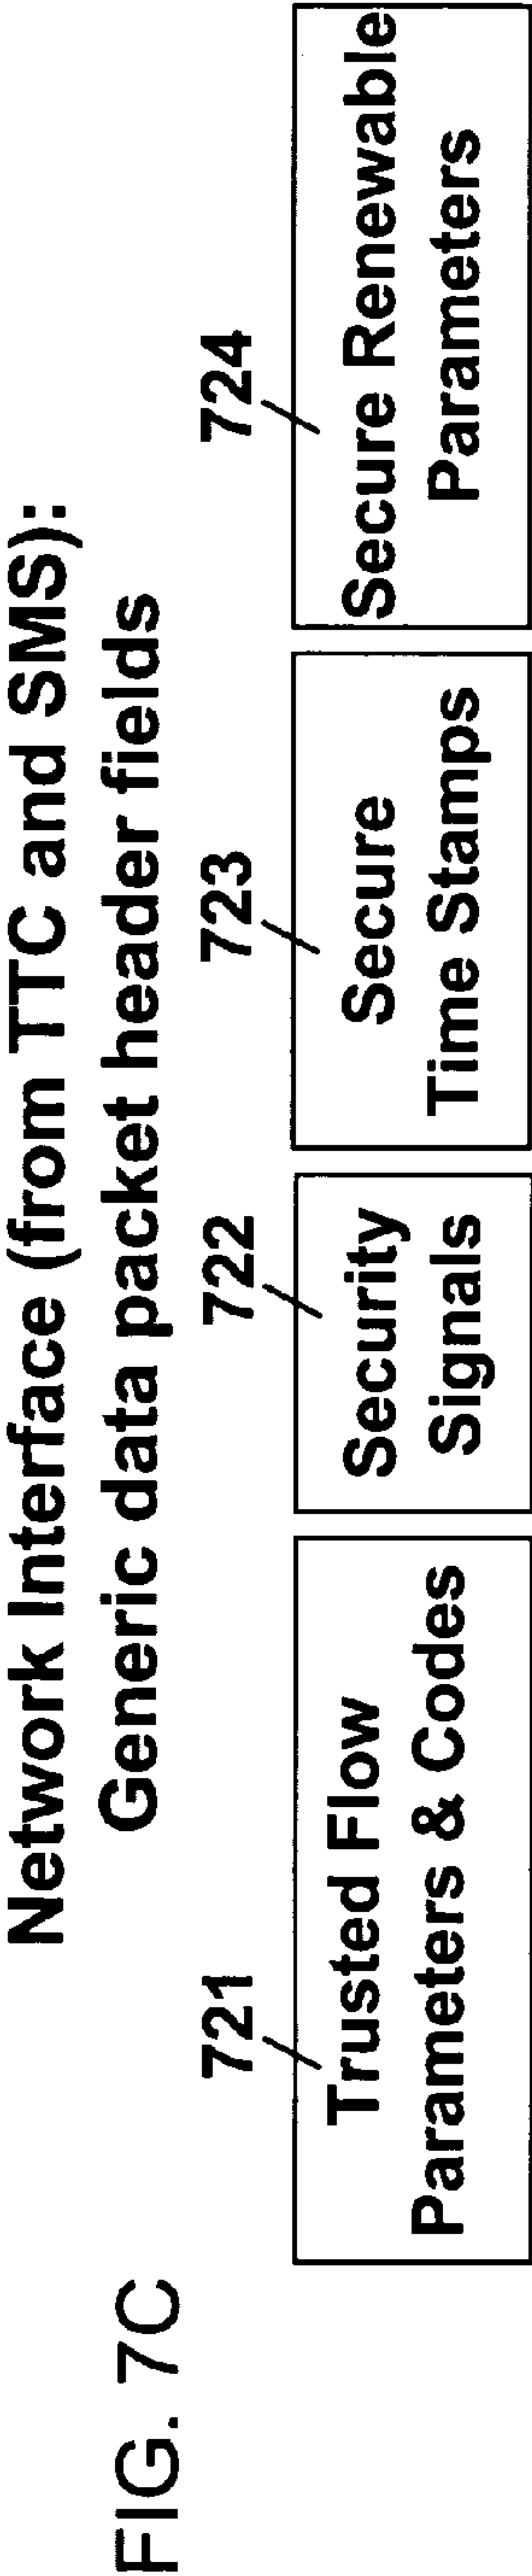 FIG. 7C
Network Interface (from TTC and SMS):
Generic data packet header fields
721
Trusted Flow
Parameters & Codes
722
Security
Signals
723
Secure
Time Stamps
724
Secure Renewable
Parameters